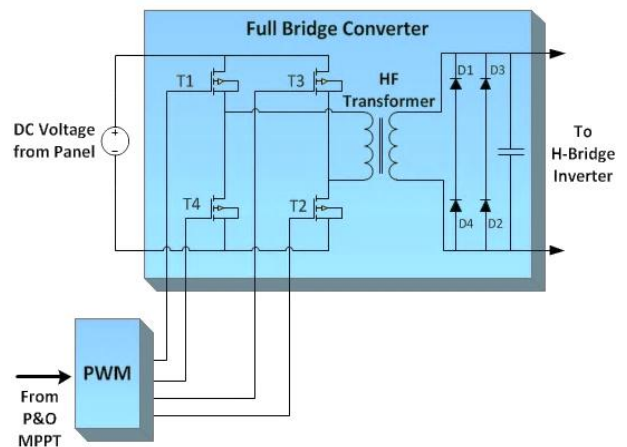 Full Bridge Converter
T1
T3
HF
Transformer
D1
D3
DC Voltage
from Panel
To
H-Bridge
Inverter
T4
T2
D4
D2
PWM
From
P&O
MPPT